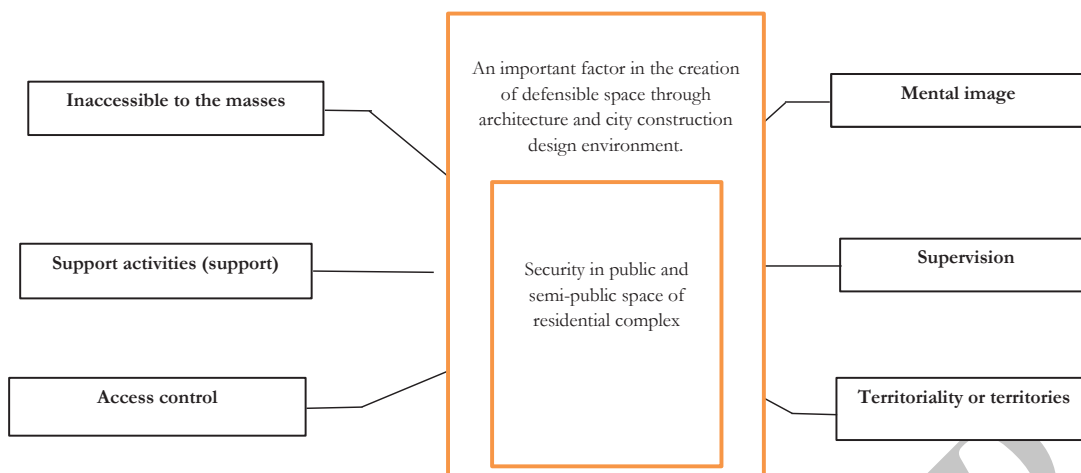 Inaccessible to the masses
Support activities (support)
Access control
An important factor in the creation
of defensible space through
architecture and city construction
design environment.
Security in public and
semi-public space of
residential complex
Mental image
Supervision
Territoriality or territories